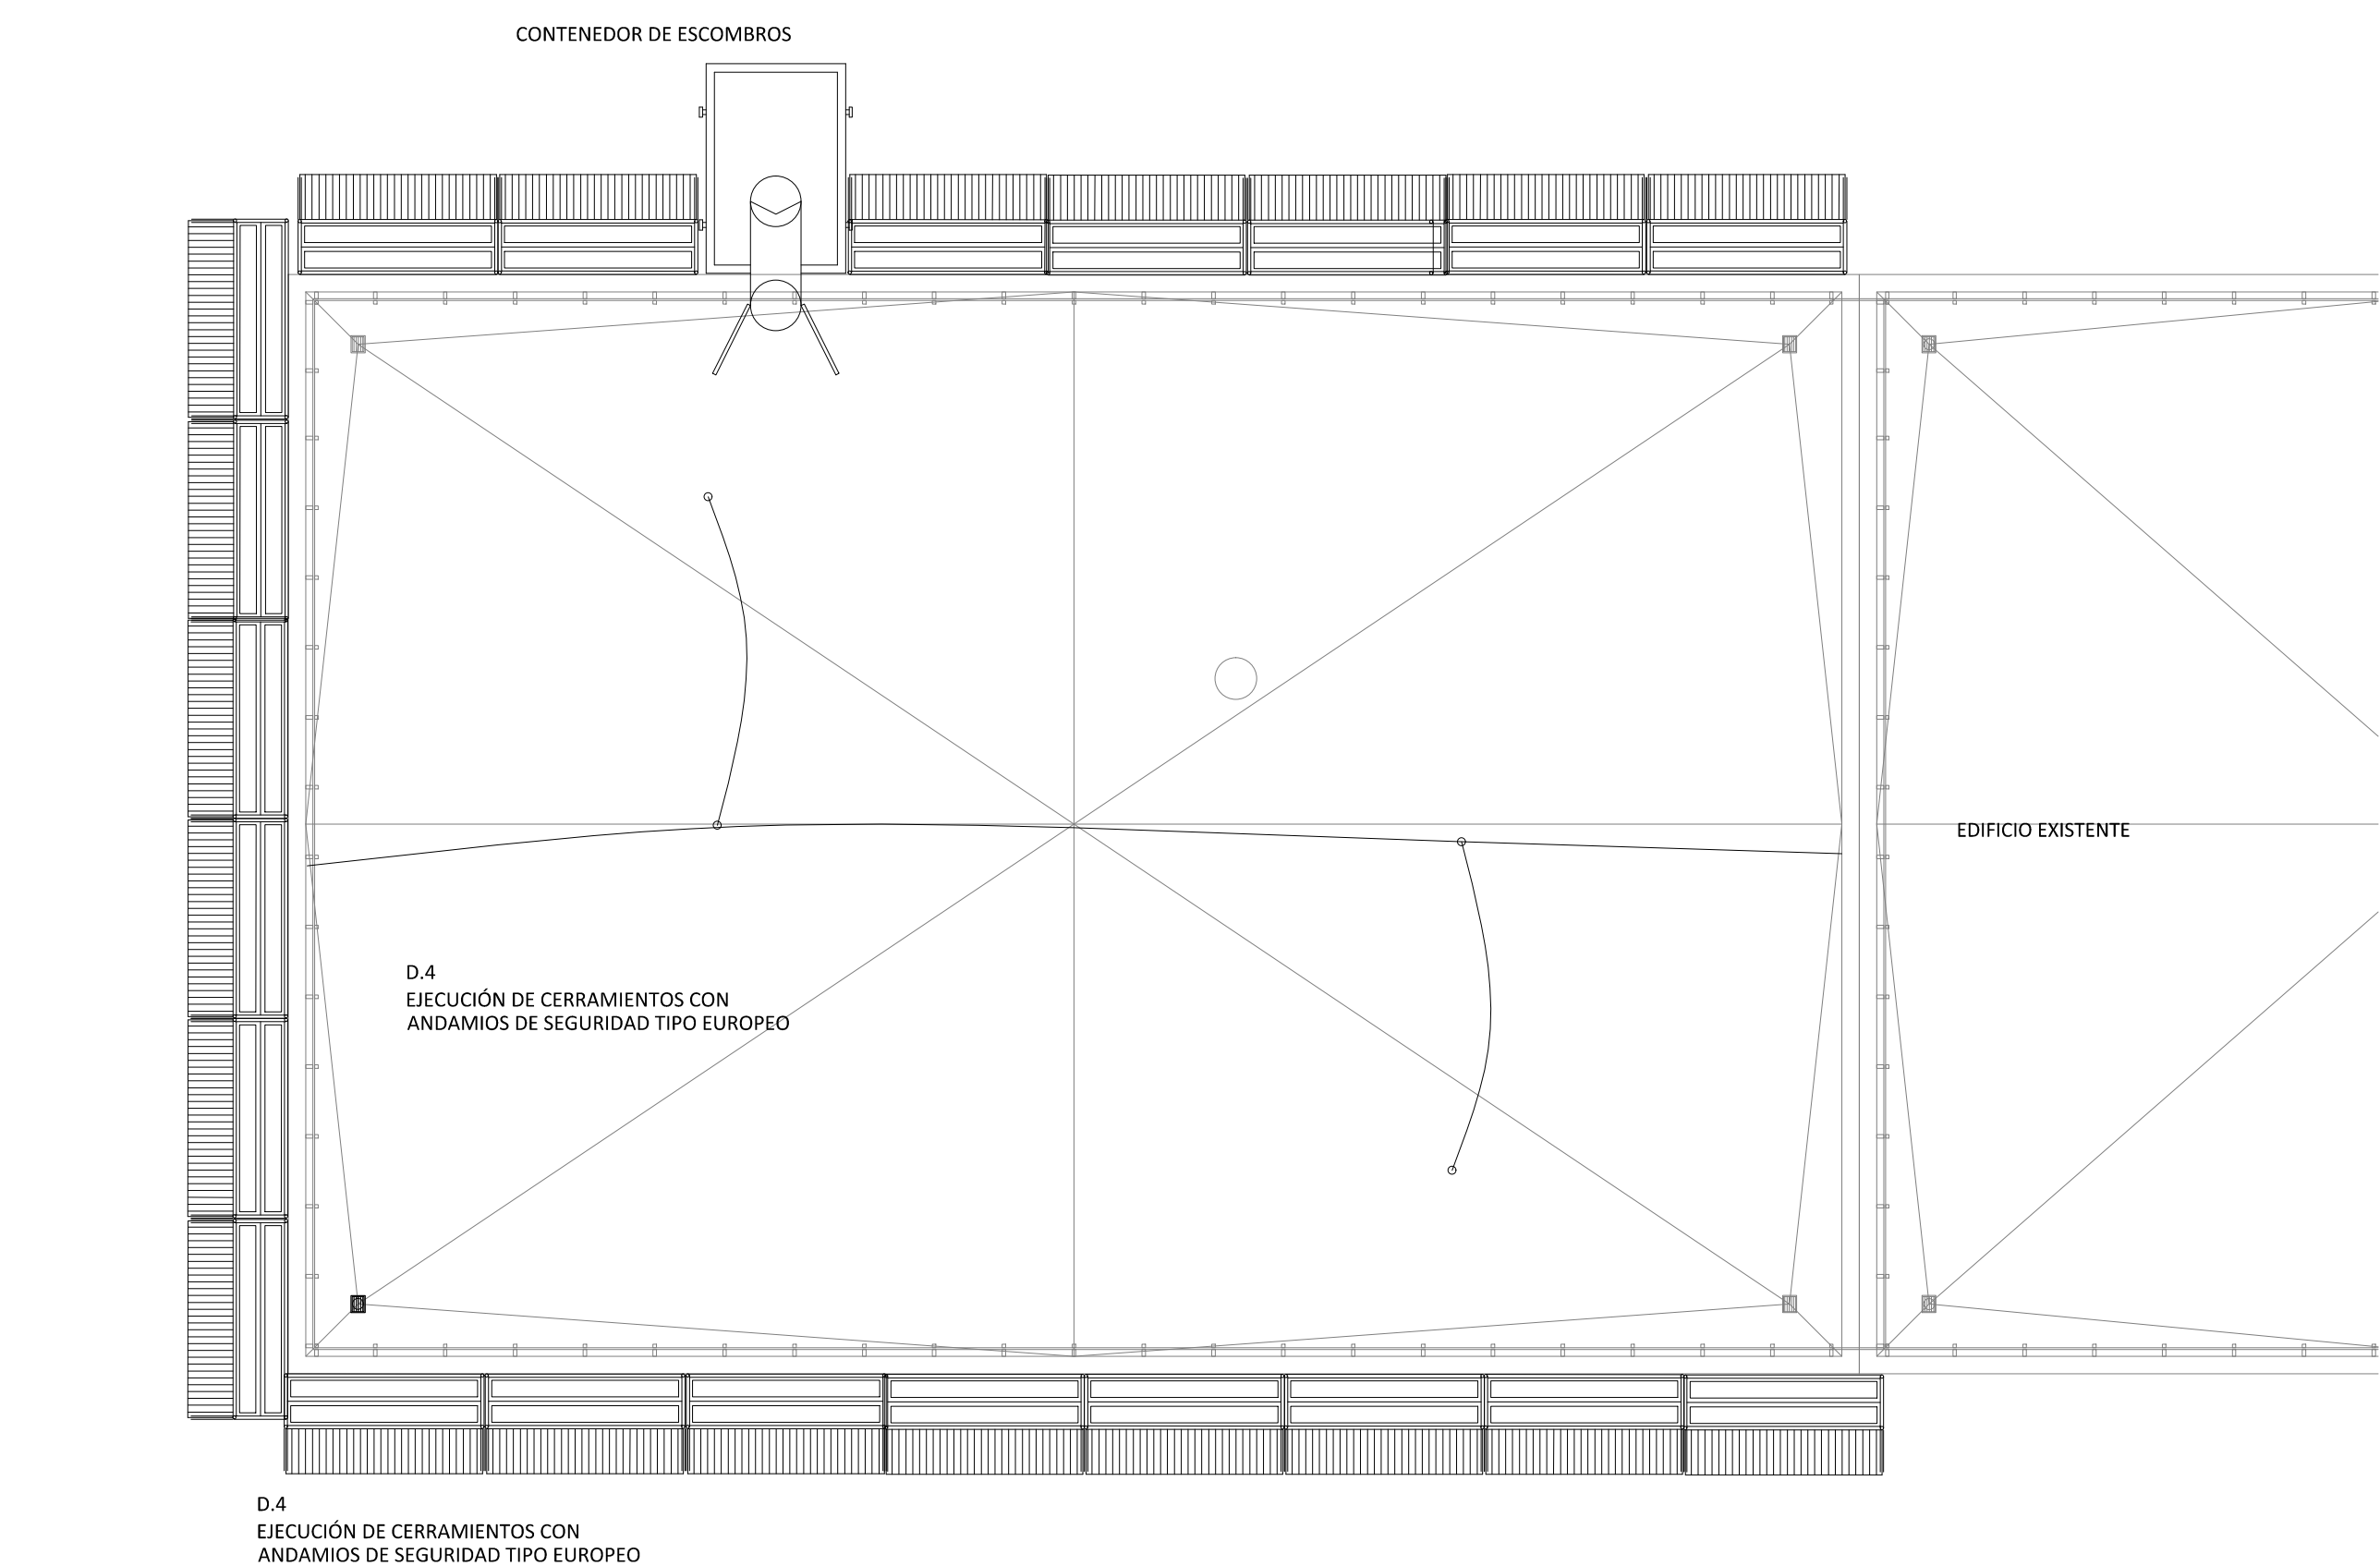 CONTENEDOR DE ESCOMBROS
EDIFICIO EXISTENTE
D.4
EJECUCIÓN DE CERRAMIENTOS CON
ANDAMIOS DE SEGURIDAD TIPO EUROPEO
D.4
EJECUCIÓN DE CERRAMIENTOS CON
ANDAMIOS DE SEGURIDAD TIPO EUROPEO